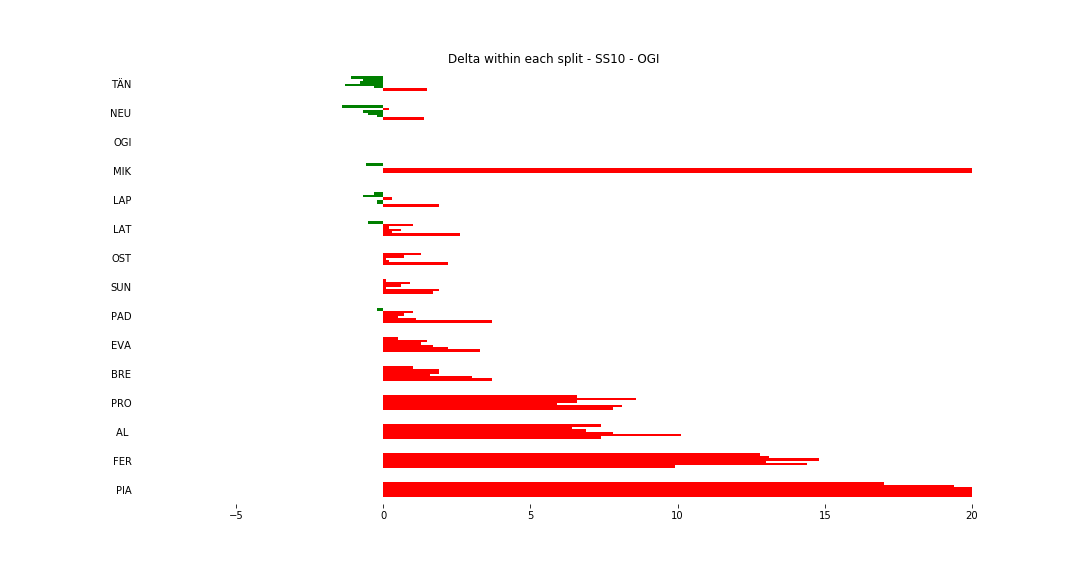 Delta within each split - SS10 - OGI
TÄN
NEU
OGI
MIK
LAP
LAT
OST
SUN
PAD
EVA
BRE
PRO
AL
FER
PIA
−5 0 5 10 15 20